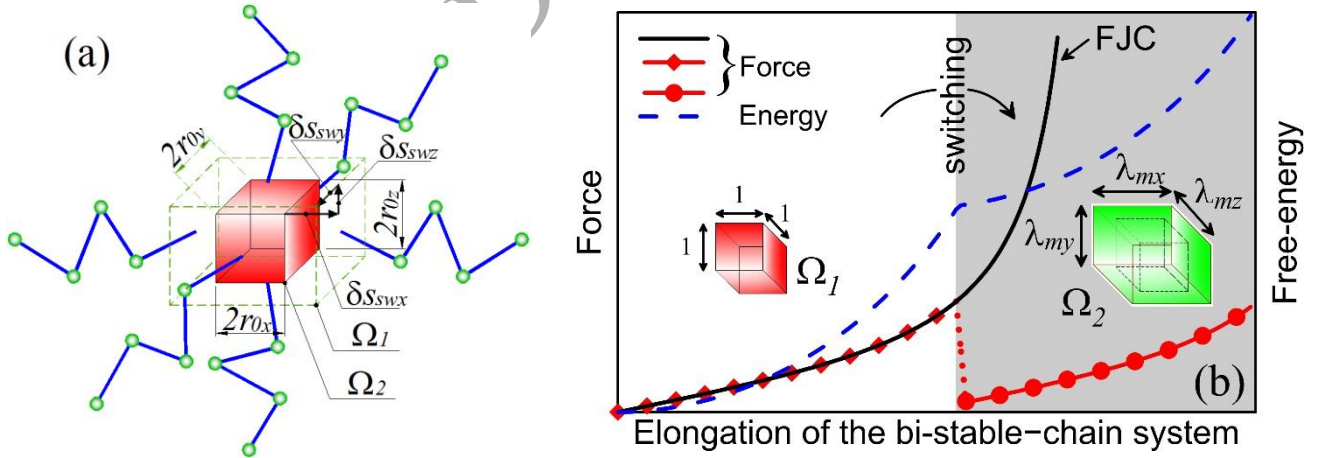 (a)
2r0y
δsswy
δsswz
2r0z
δsswx
2r0x
Ω1
Ω2
Force
Energy
switching
FJC
Force
1
1
1
Ω1
λmx
λmz
λmy
Ω2
(b)
Free-energy
Elongation of the bi-stable-chain system